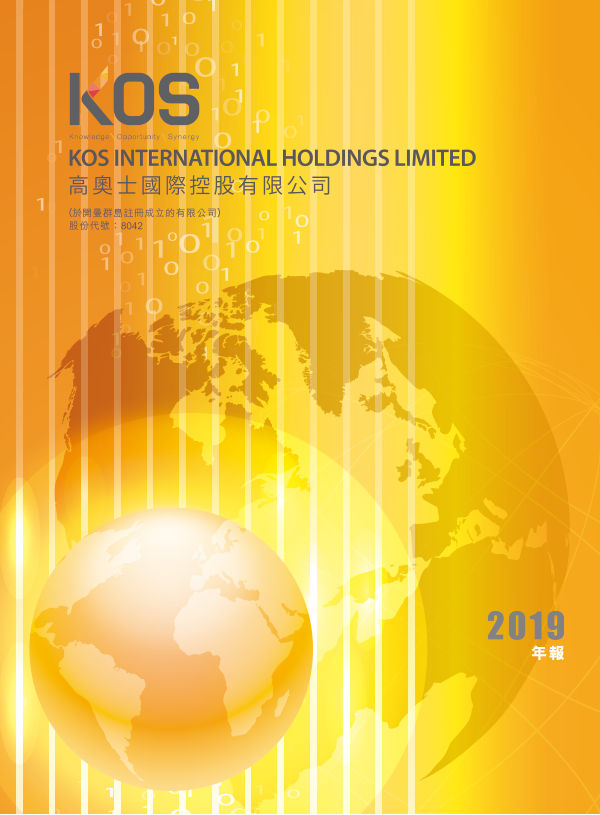 KOS
Knowledge Opportunity Synergy
KOS INTERNATIONAL HOLDINGS LIMITED
高奧士國際控股有限公司
(於開曼群島註冊成立的有限公司)
股份代號：8042
2019
年報